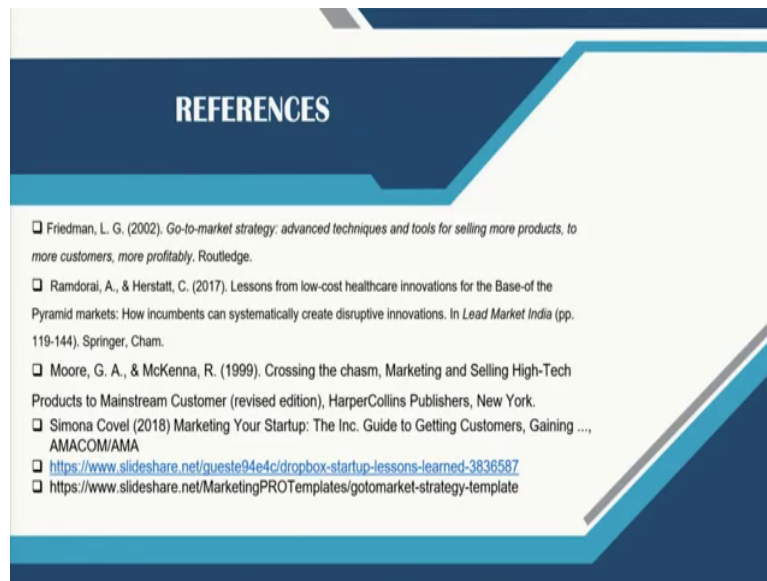 REFERENCES
❑ Friedman, L. G. (2002). Go-to-market strategy: advanced techniques and tools for selling more products, to
more customers, more profitably. Routledge.
❑ Ramdorai, A., & Herstatt, C. (2017). Lessons from low-cost healthcare innovations for the Base-of the
Pyramid markets: How incumbents can systematically create disruptive innovations. In Lead Market India (pp.
119-144). Springer, Cham.
❑ Moore, G. A., & McKenna, R. (1999). Crossing the chasm, Marketing and Selling High-Tech
Products to Mainstream Customer (revised edition), HarperCollins Publishers, New York.
❑ Simona Covel (2018) Marketing Your Startup: The Inc. Guide to Getting Customers, Gaining ...,
AMACOM/AMA
❑ https://www.slideshare.net/gueste94e4c/dropbox-startup-lessons-learned-3836587
❑ https://www.slideshare.net/MarketingPROTemplates/gotomarket-strategy-template